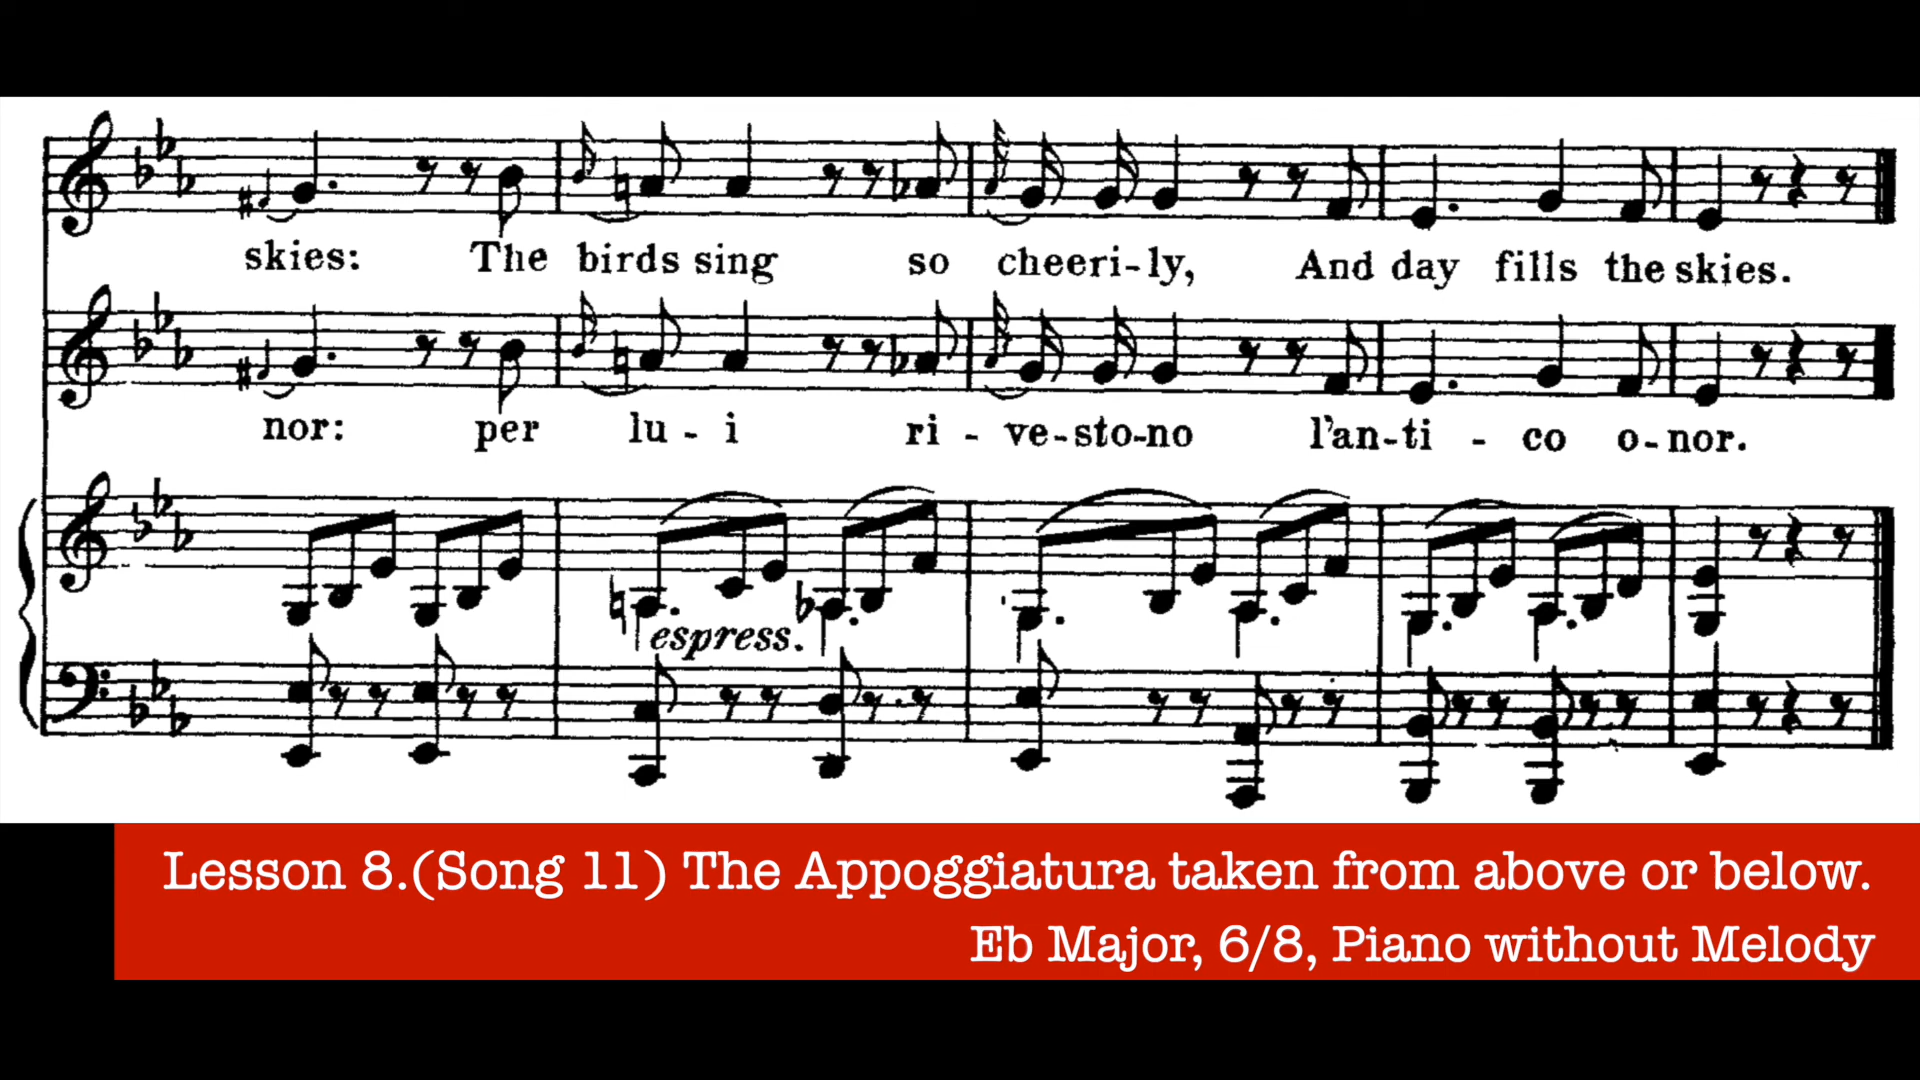 skies: The birds sing so cheeri-ly, And day fills the skies.
nor: per lu - i ri - ve-sto-no l'an-ti - co o-nor.
espress.
Lesson 8.(Song 11) The Appoggiatura taken from above or below.
Eb Major, 6/8, Piano without Melody